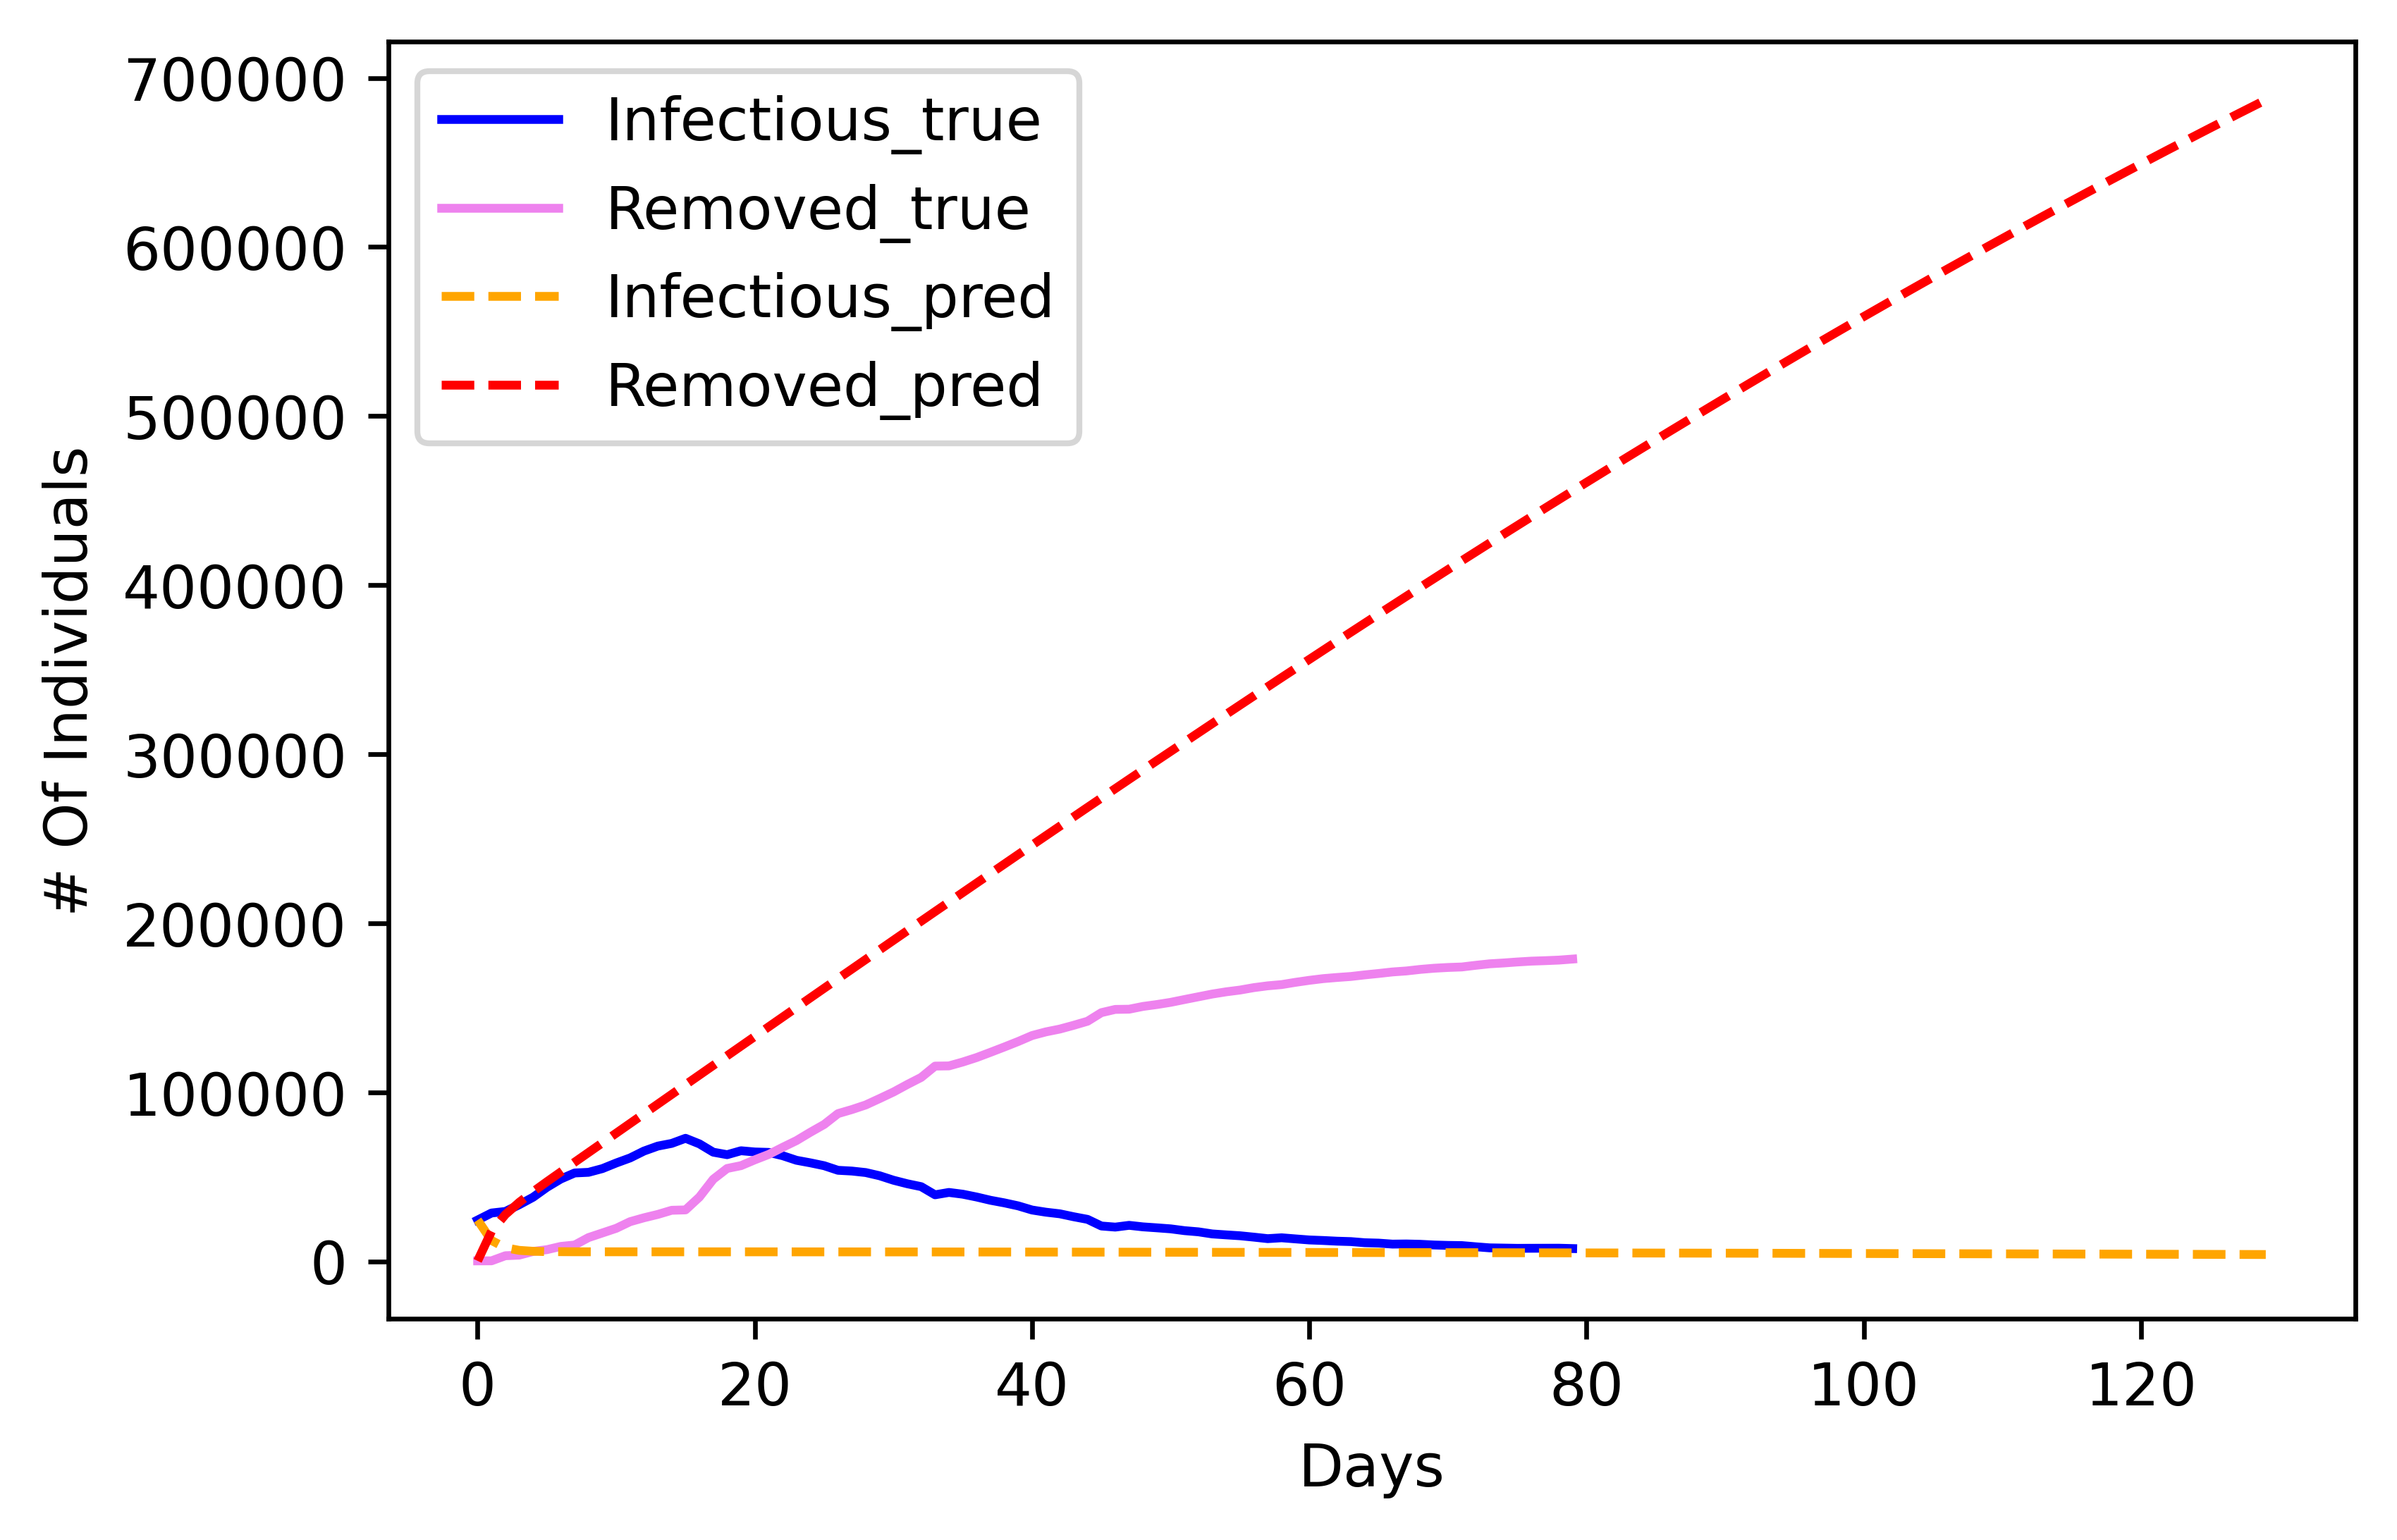 700000
600000
500000
400000
300000
200000
100000
0
# Of Individuals
Infectious_true
Removed_true
Infectious_pred
Removed_pred
0 20 40 60 80 100 120
Days